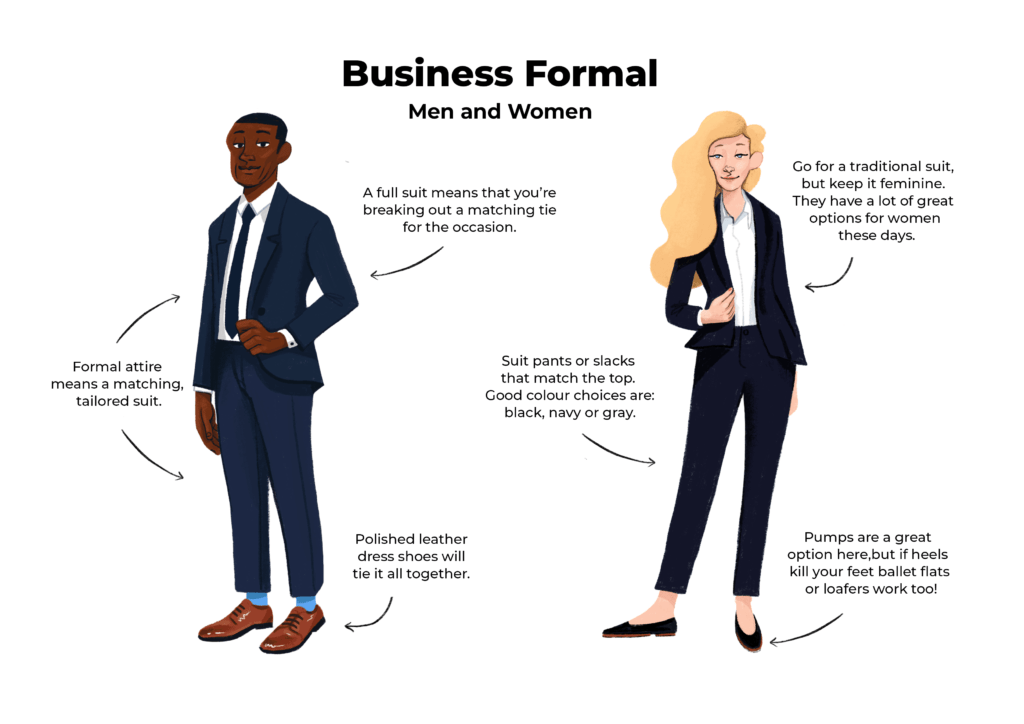 Business Formal
Men and Women
A full suit means that you’re
breaking out a matching tie
for the occasion.
Formal attire
means a matching,
tailored suit.
Polished leather
dress shoes will
tie it all together.
Go for a traditional suit,
but keep it feminine.
They have a lot of great
options for women
these days.
Suit pants or slacks
that match the top.
Good colour choices are:
black, navy or gray.
Pumps are a great
option here,but if heels
kill your feet ballet flats
or loafers work too!